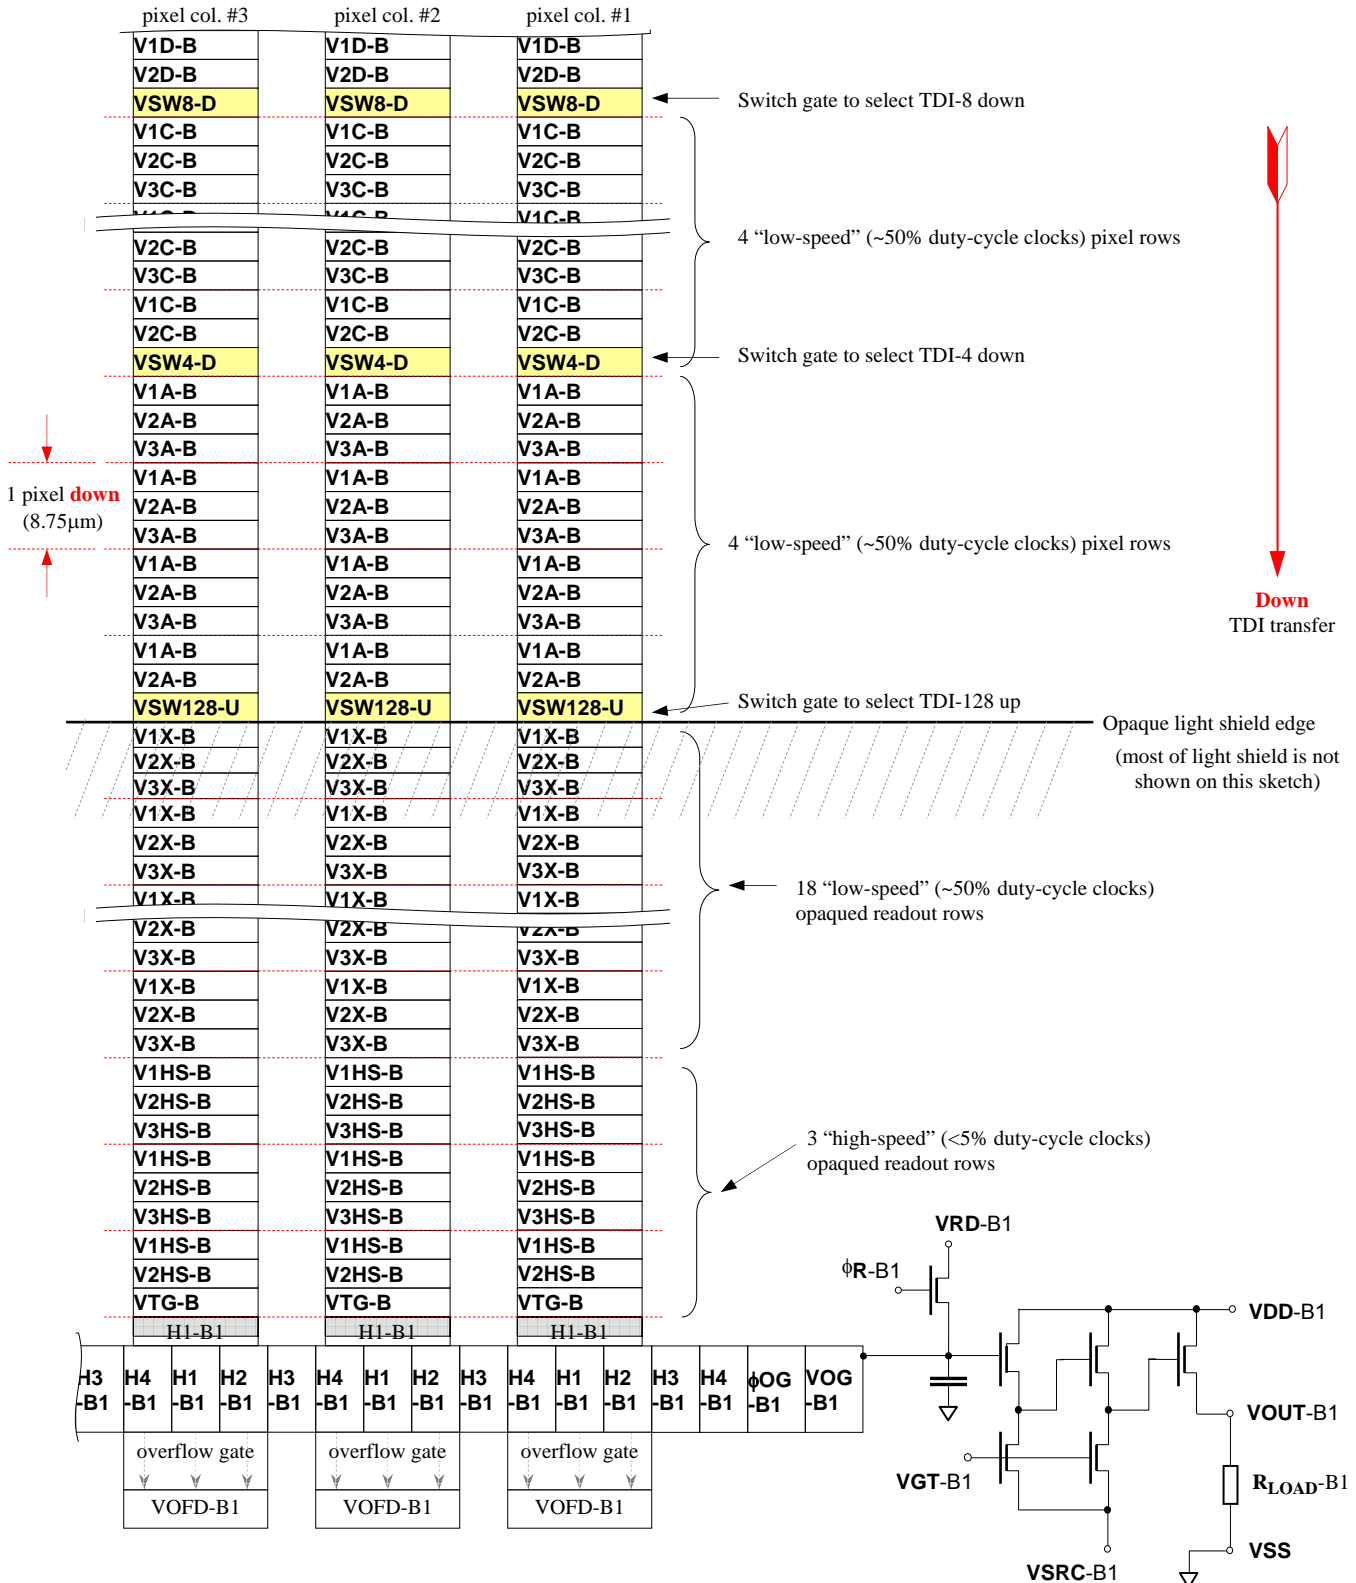 pixel col. #3 pixel col. #2 pixel col. #1
V1D-B V1D-B V1D-B
V2D-B V2D-B V2D-B
VSW8-D VSW8-D VSW8-D
Switch gate to select TDI-8 down
V1C-B V1C-B V1C-B
V2C-B V2C-B V2C-B
V3C-B V3C-B V3C-B
V1C-B V1C-B V1C-B
V2C-B V2C-B V2C-B
4 “low-speed” (~50% duty-cycle clocks) pixel rows
V3C-B V3C-B V3C-B
V1C-B V1C-B V1C-B
V2C-B V2C-B V2C-B
VSW4-D VSW4-D VSW4-D
Switch gate to select TDI-4 down
V1A-B V1A-B V1A-B
V2A-B V2A-B V2A-B
V3A-B V3A-B V3A-B
V1A-B V1A-B V1A-B
1 pixel down
(8.75µm)
V2A-B V2A-B V2A-B
V3A-B V3A-B V3A-B
4 “low-speed” (~50% duty-cycle clocks) pixel rows
V1A-B V1A-B V1A-B
V2A-B V2A-B V2A-B
Down
TDI transfer
V3A-B V3A-B V3A-B
V1A-B V1A-B V1A-B
V2A-B V2A-B V2A-B
VSW128-U VSW128-U VSW128-U
Switch gate to select TDI-128 up
Opaque light shield edge
(most of light shield is not
shown on this sketch)
V1X-B V1X-B V1X-B
V2X-B V2X-B V2X-B
V3X-B V3X-B V3X-B
V1X-B V1X-B V1X-B
V2X-B V2X-B V2X-B
V3X-B V3X-B V3X-B
18 “low-speed” (~50% duty-cycle clocks)
opaqued readout rows
V1X-B V1X-B V1X-B
V2X-B V2X-B V2X-B
V3X-B V3X-B V3X-B
V1X-B V1X-B V1X-B
V2X-B V2X-B V2X-B
V3X-B V3X-B V3X-B
V1HS-B V1HS-B V1HS-B
V2HS-B V2HS-B V2HS-B
V3HS-B V3HS-B V3HS-B
3 “high-speed” (<5% duty-cycle clocks)
opaqued readout rows
V1HS-B V1HS-B V1HS-B
V2HS-B V2HS-B V2HS-B
V3HS-B V3HS-B V3HS-B
V1HS-B V1HS-B V1HS-B
V2HS-B V2HS-B V2HS-B
VTG-B VTG-B VTG-B
H1-B1 H1-B1 H1-B1
VRD-B1
ϕR-B1
VDD-B1
H3 H4 H1 H2 H3 H4 H1 H2 H3 H4 H1 H2 H3 H4 ϕOG VOG
-B1 -B1 -B1 -B1 -B1 -B1 -B1 -B1 -B1 -B1 -B1 -B1 -B1 -B1 -B1 -B1
VOUT-B1
overflow gate overflow gate overflow gate
VGT-B1
RLOAD-B1
VOFD-B1 VOFD-B1 VOFD-B1
VSS
VSRC-B1